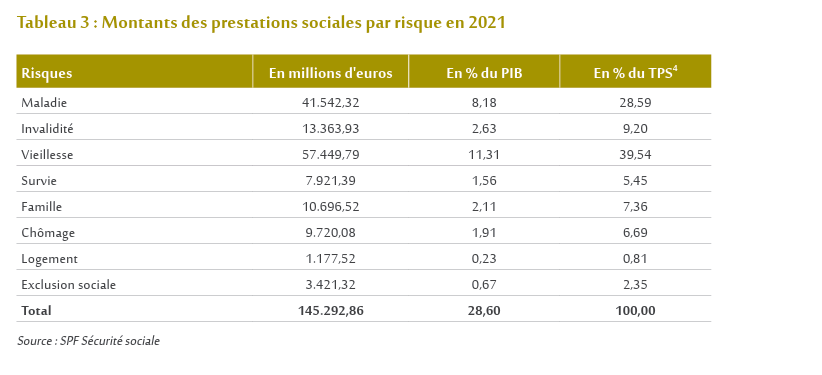 Tableau 3 : Montants des prestations sociales par risque en 2021
Risques En millions d'euros En % du PIB En % du TPS4
Maladie 41.542,32 8,18 28,59
Invalidité 13.363,93 2,63 9,20
Vieillesse 57.449,79 11,31 39,54
Survie 7.921,39 1,56 5,45
Famille 10.696,52 2,11 7,36
Chômage 9.720,08 1,91 6,69
Logement 1.177,52 0,23 0,81
Exclusion sociale 3.421,32 0,67 2,35
Total 145.292,86 28,60 100,00
Source : SPF Sécurité sociale